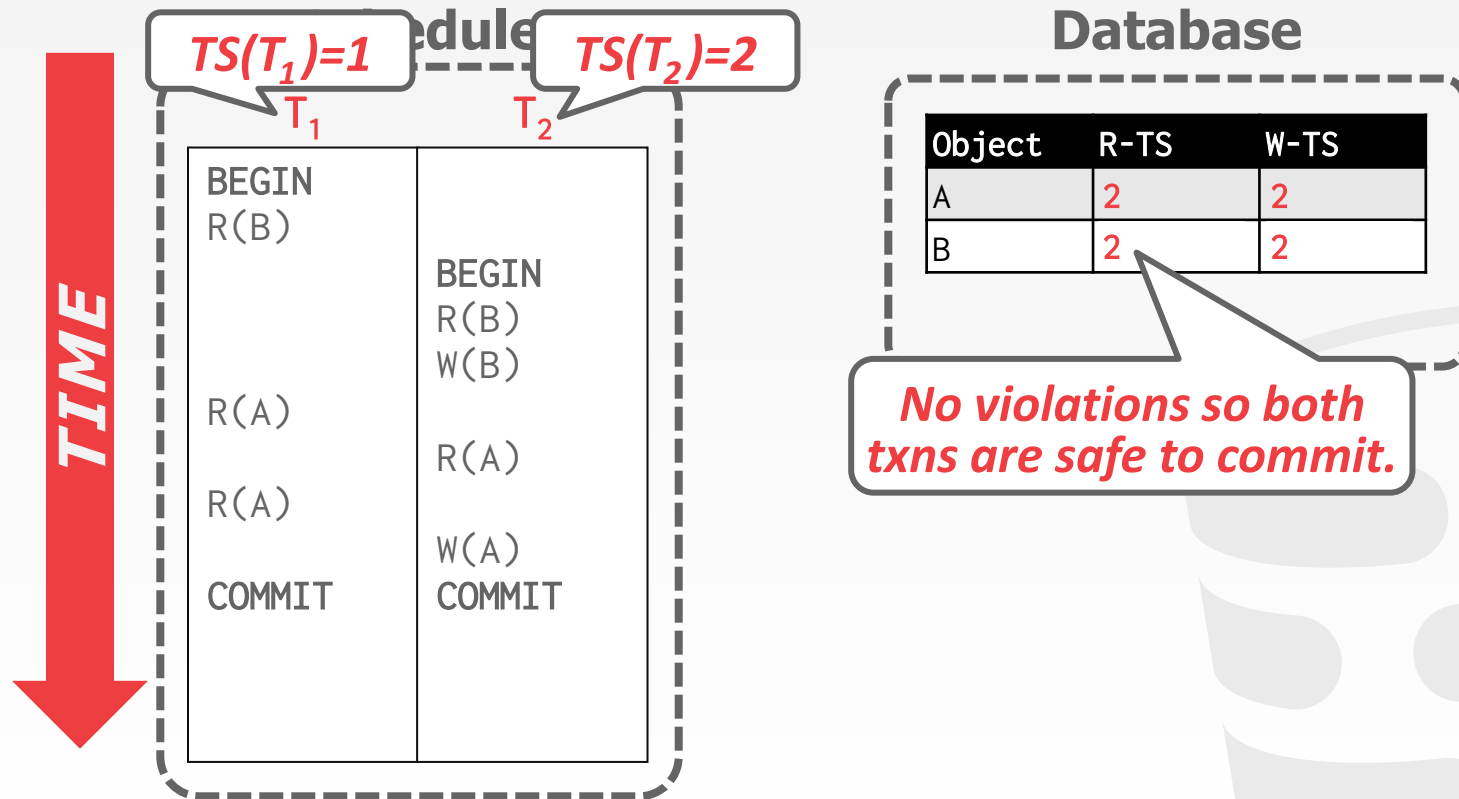 edule
Database
TS(T₁)=1
TS(T₂)=2
T₁
T₂
TIME
BEGIN
R(B)
BEGIN
R(B)
W(B)
R(A)
R(A)
R(A)
W(A)
COMMIT COMMIT
Object R-TS W-TS
A 2 2
B 2 2
No violations so both
txns are safe to commit.